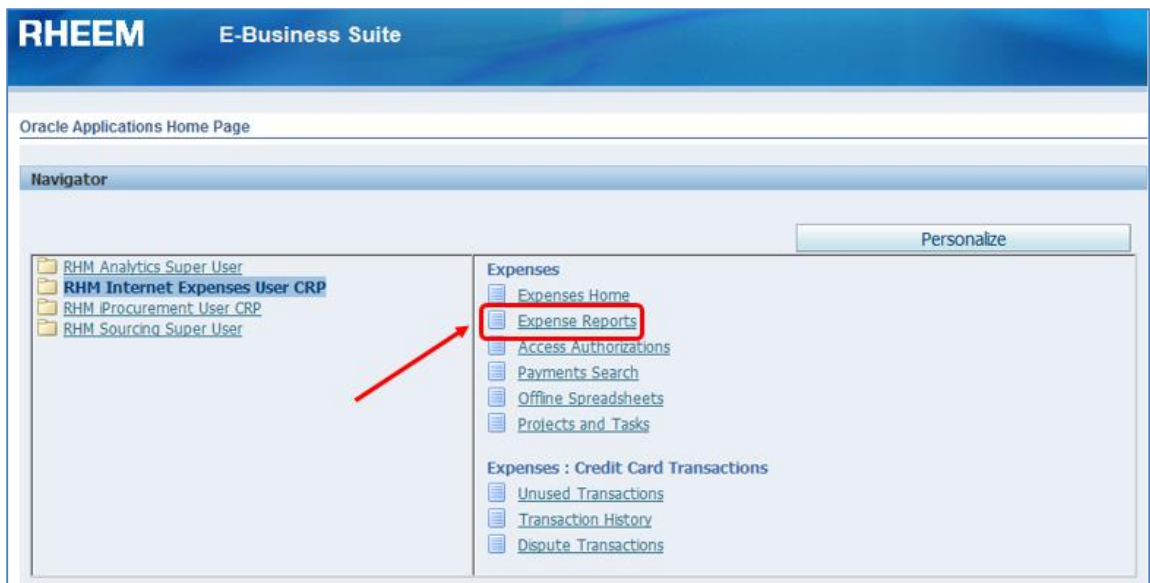 RHEEM E-Business Suite
Oracle Applications Home Page
Navigator
Personalize
RHM Analytics Super User
RHM Internet Expenses User CRP
RHM iProcurement User CRP
RHM Sourcing Super User
Expenses
Expenses Home
Expense Reports
Access Authorizations
Payments Search
Offline Spreadsheets
Projects and Tasks
Expenses : Credit Card Transactions
Unused Transactions
Transaction History
Dispute Transactions